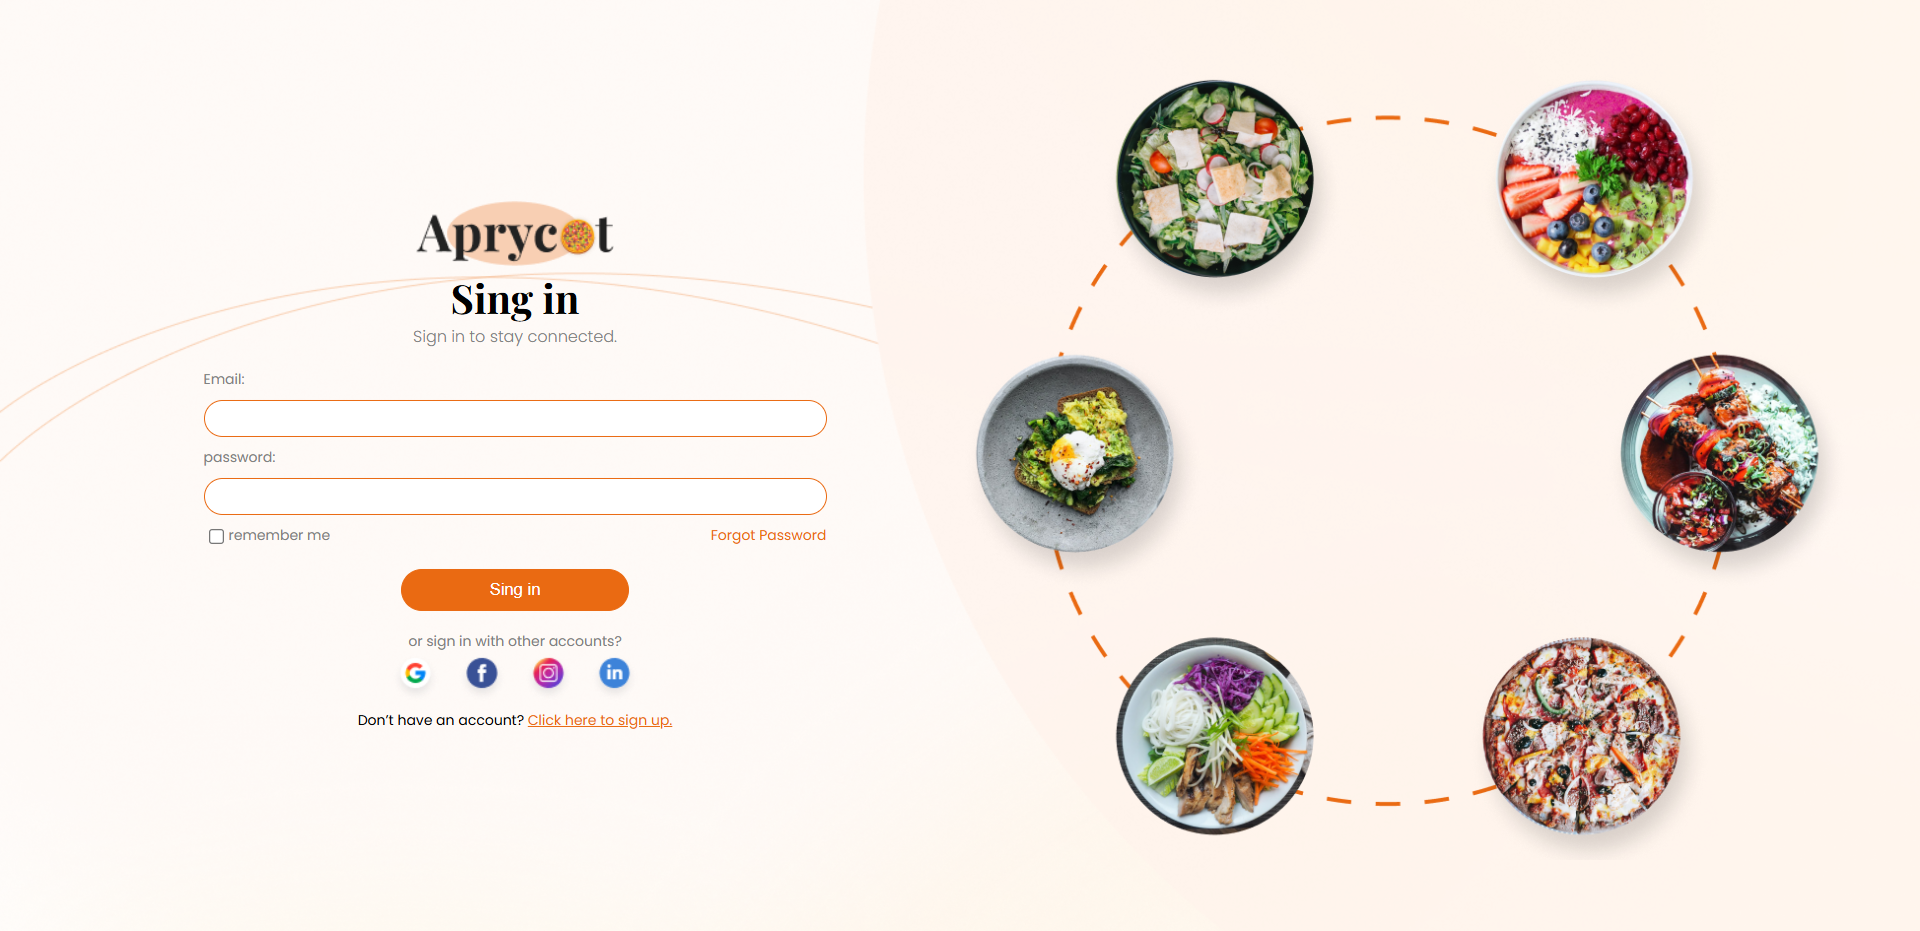 Aprycot
Sing in
Sign in to stay connected.
Email:
password:
remember me Forgot Password
Sing in
or sign in with other accounts?
G f in
Don't have an account? Click here to sign up.